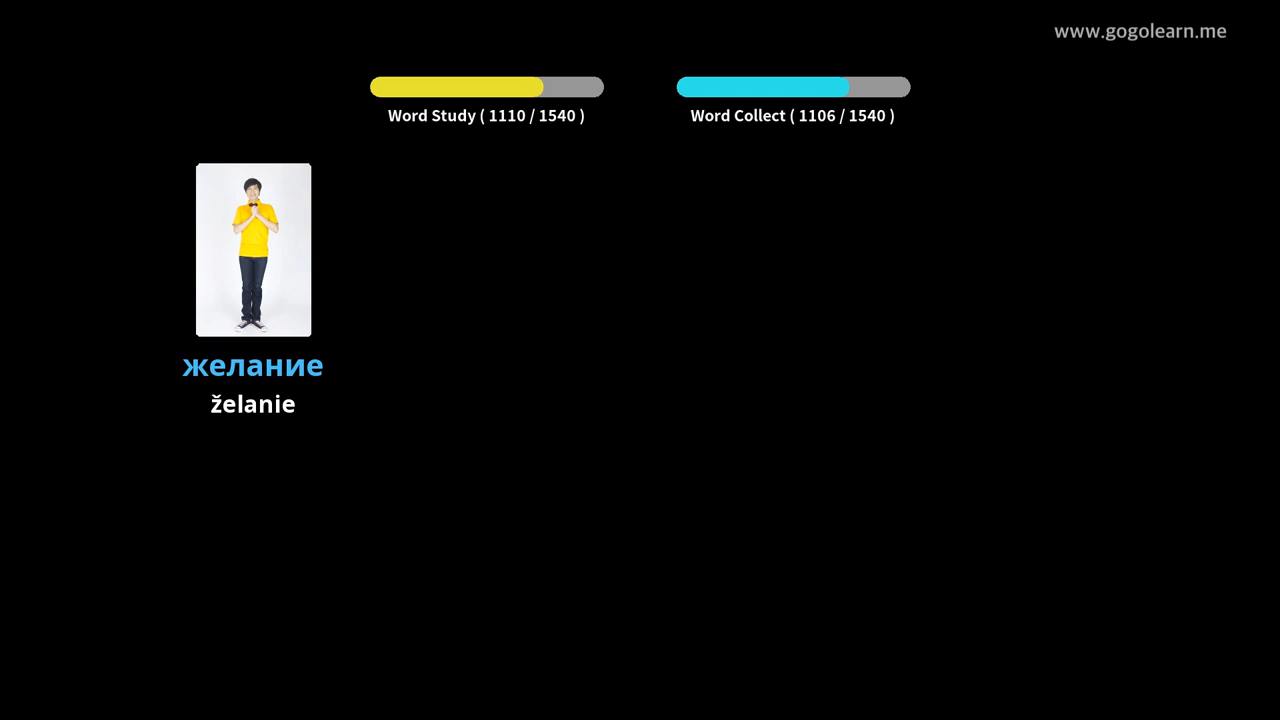 www.gogolearn.me
Word Study ( 1110 / 1540 )
Word Collect ( 1106 / 1540 )
желание
želanie